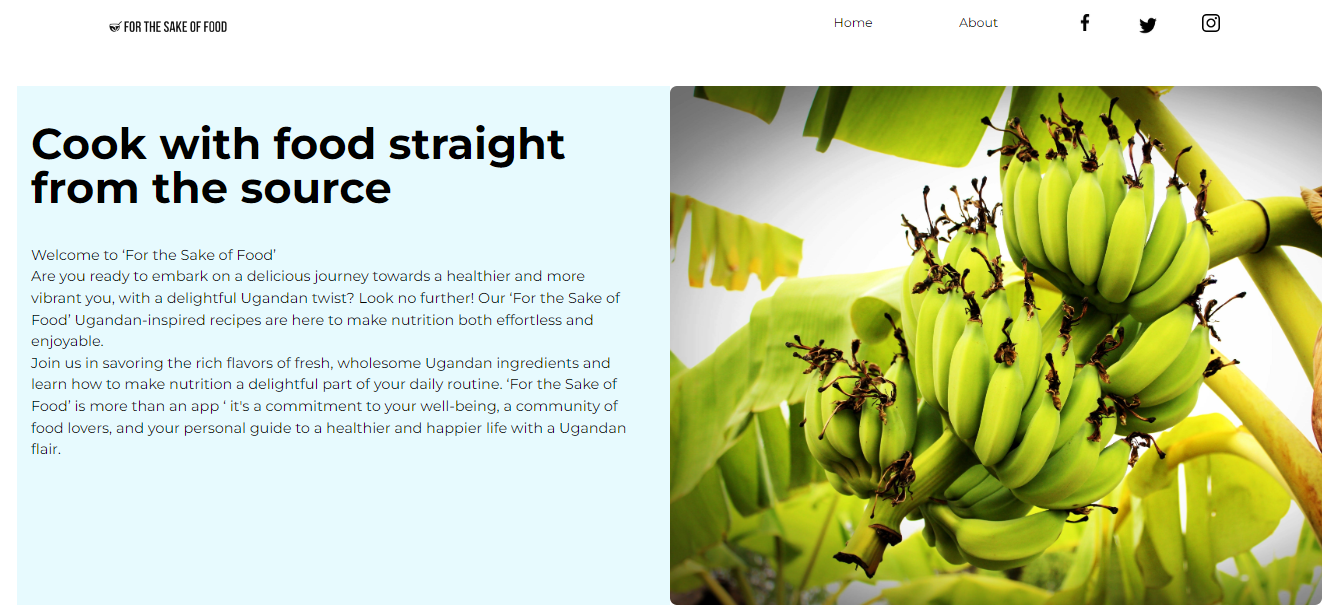 FOR THE SAKE OF FOOD
Home
About
Cook with food straight
from the source
Welcome to ‘For the Sake of Food’
Are you ready to embark on a delicious journey towards a healthier and more
vibrant you, with a delightful Ugandan twist? Look no further! Our ‘For the Sake of
Food’ Ugandan-inspired recipes are here to make nutrition both effortless and
enjoyable.
Join us in savoring the rich flavors of fresh, wholesome Ugandan ingredients and
learn how to make nutrition a delightful part of your daily routine. ‘For the Sake of
Food’ is more than an app ‘ it's a commitment to your well-being, a community of
food lovers, and your personal guide to a healthier and happier life with a Ugandan
flair.